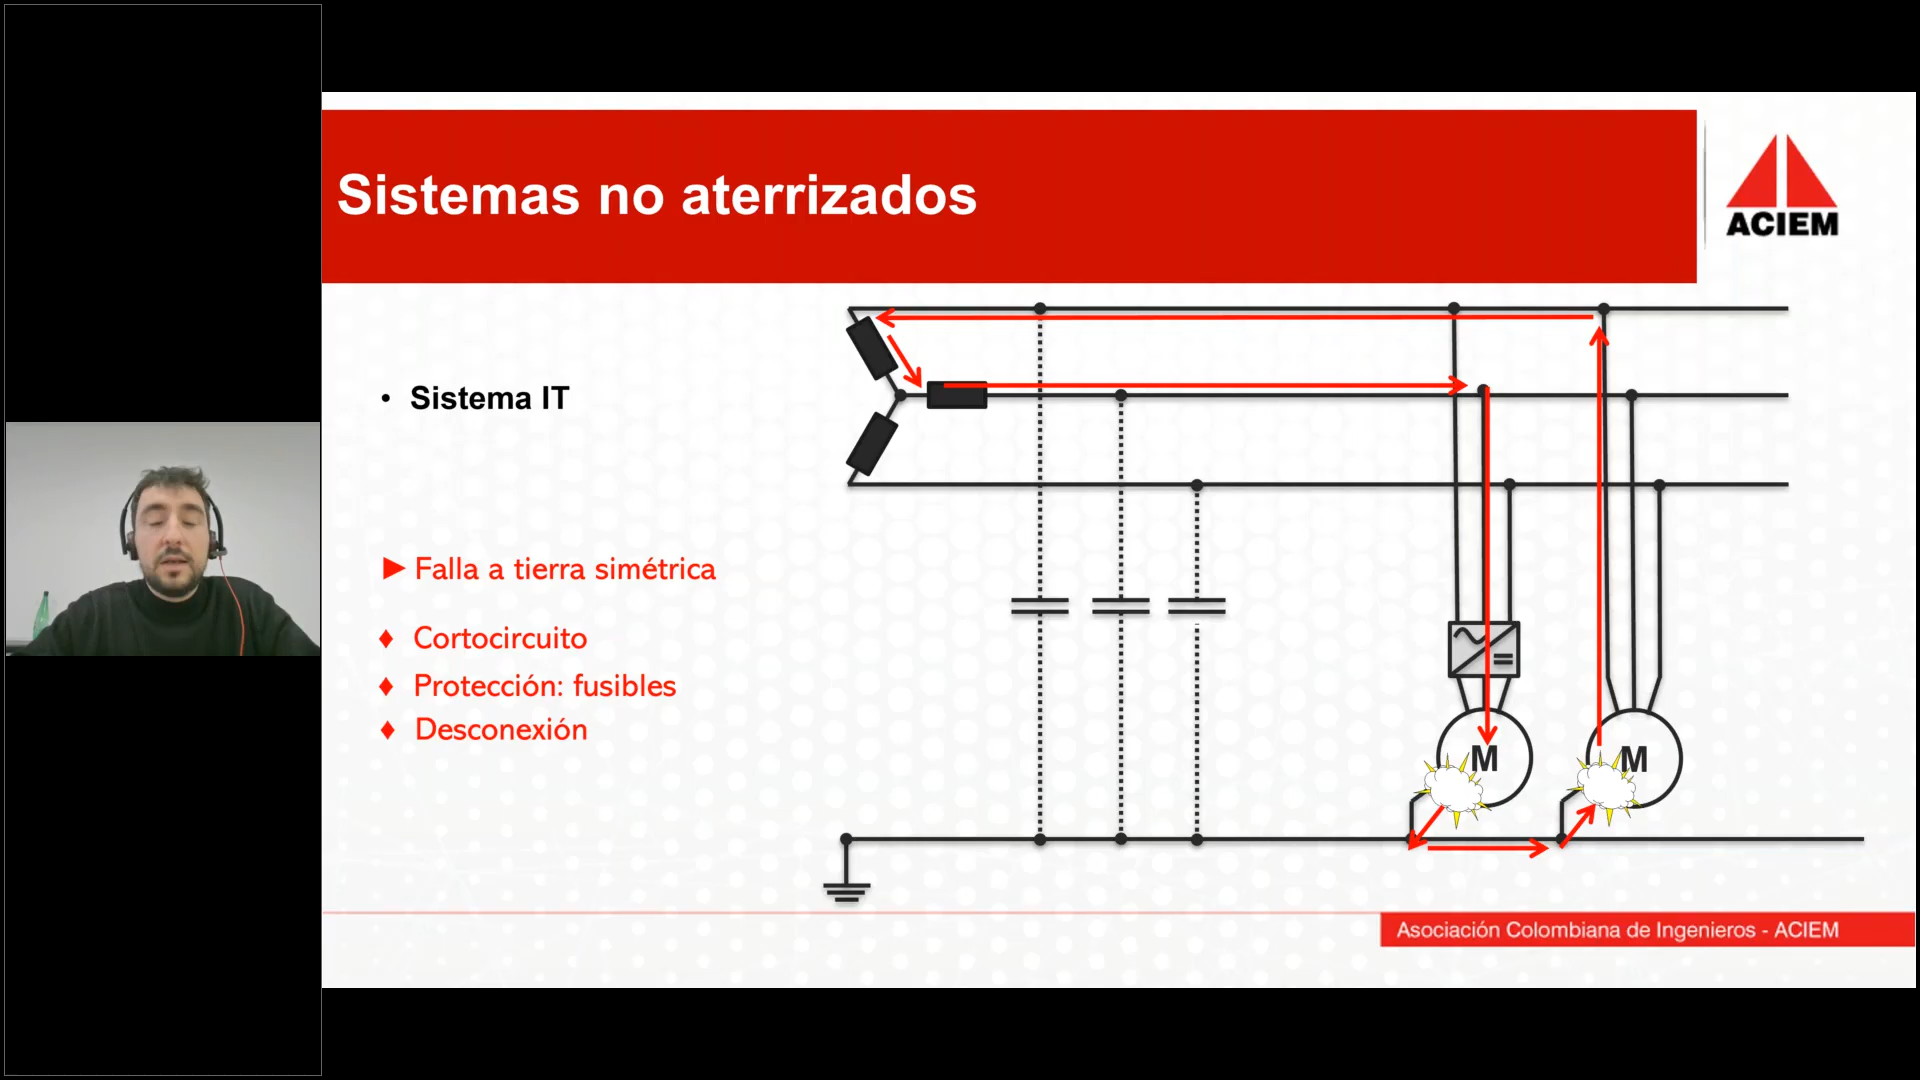 Sistemas no aterrizados
ACIEM
• Sistema IT
► Falla a tierra simétrica
♦ Cortocircuito
♦ Protección: fusibles
♦ Desconexión
M
M
Asociación Colombiana de Ingenieros - ACIEM